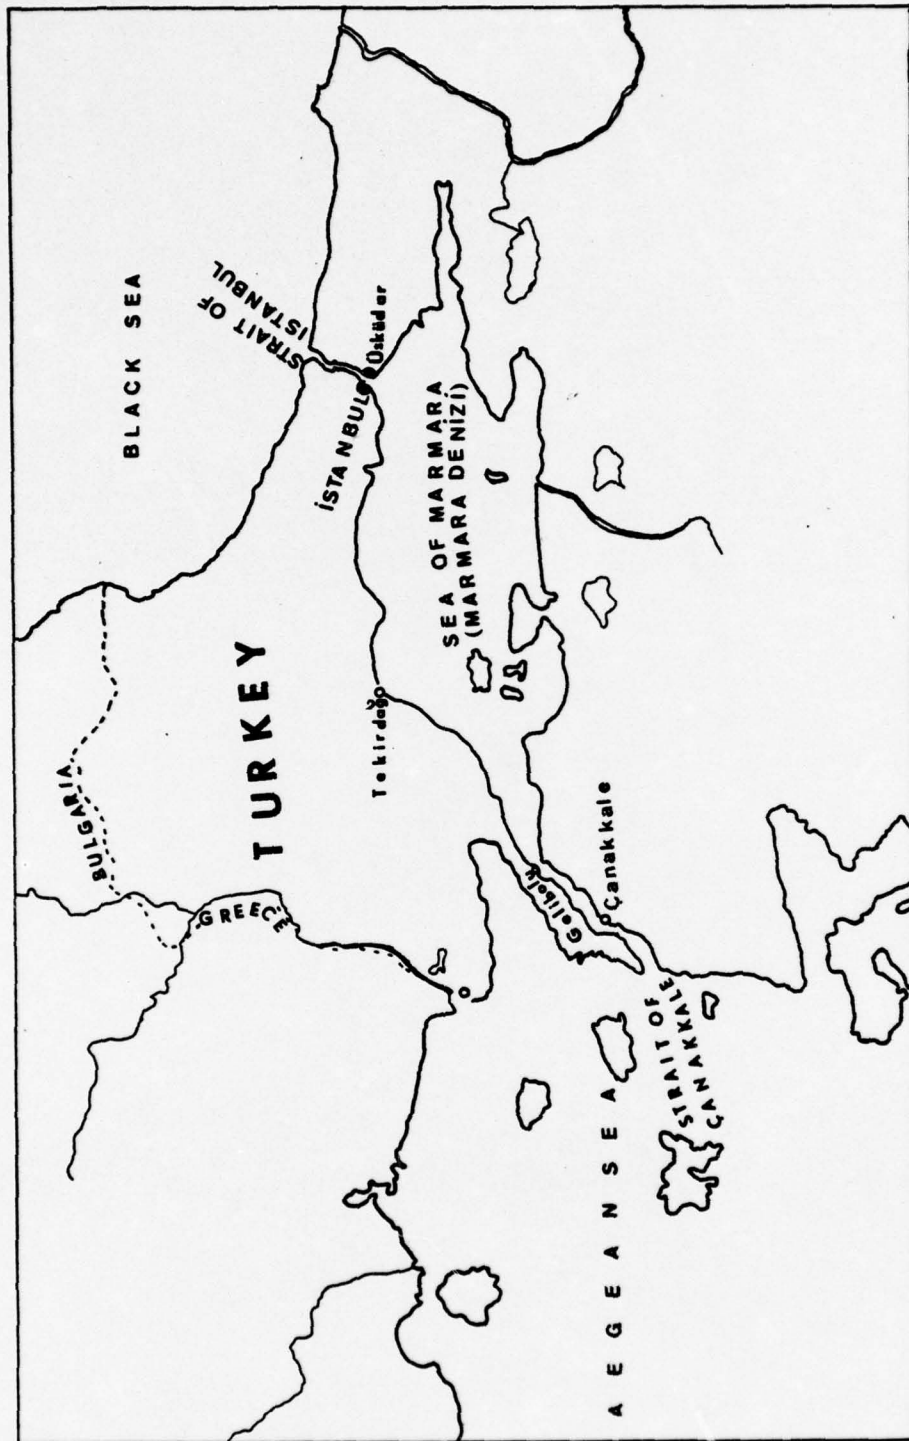 BLACK SEA
STRAIT OF
ISTANBUL
BULGARIA
TURKEY
İSTANBUL
Üsküdar
GREECE
Tekirdağ
SEA OF MARMARA
(MARMARA DENİZİ)
Gelibolu
Çanakkale
AEGEAN SEA
STRAIT OF
ÇANAKKALE